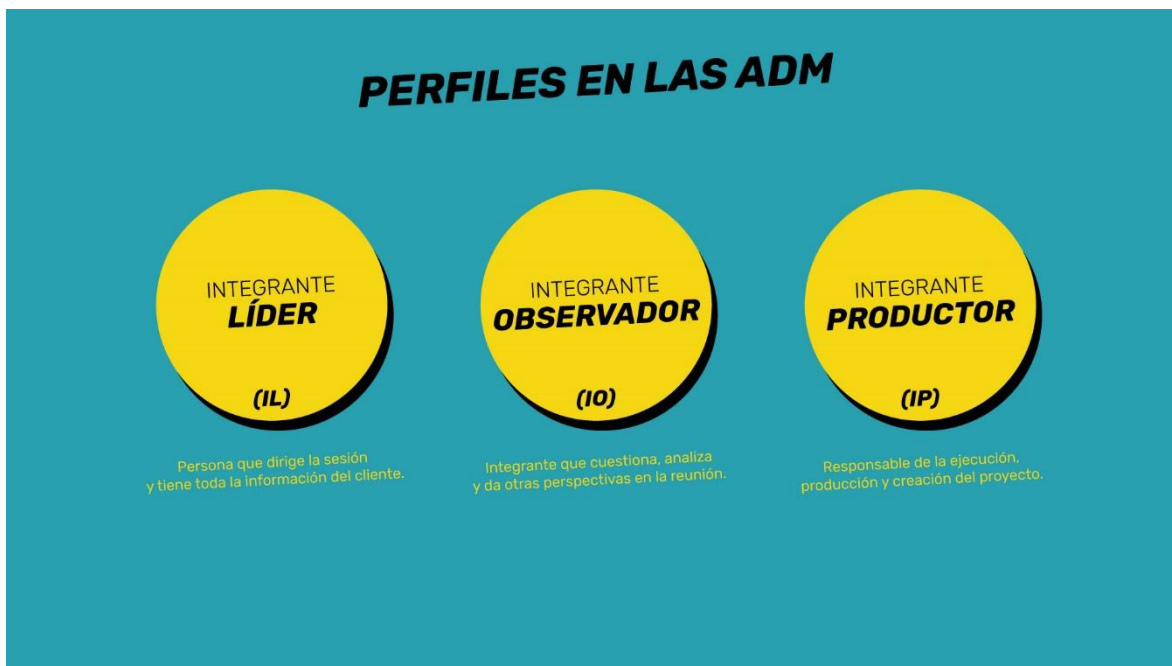 PERFILES EN LAS ADM
INTEGRANTE
LÍDER
(IL)
Persona que dirige la sesión
y tiene toda la información del cliente.
INTEGRANTE
OBSERVADOR
(IO)
Integrante que cuestiona, analiza
y da otras perspectivas en la reunión.
INTEGRANTE
PRODUCTOR
(IP)
Responsable de la ejecución,
producción y creación del proyecto.